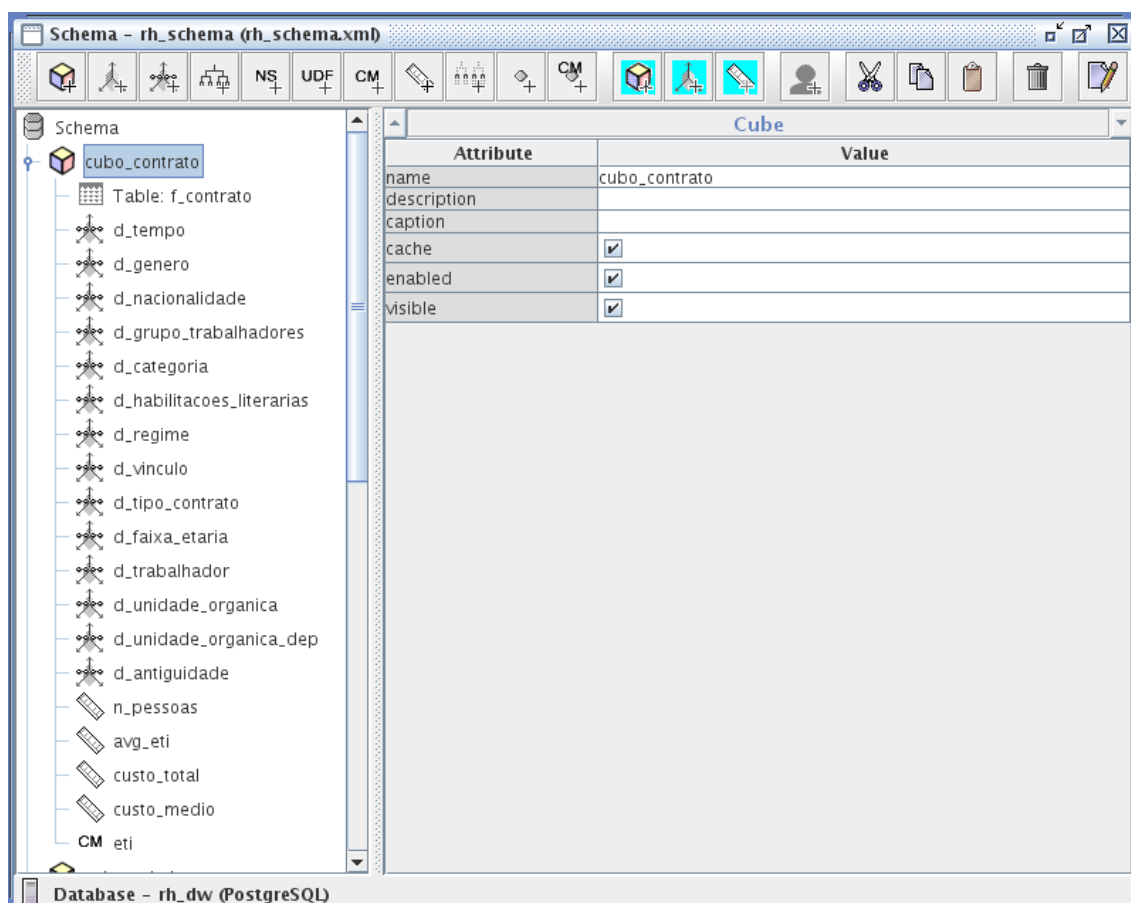 Schema - rh_schema (rh_schema.xml)
NS UDF CM CM
Schema
cubo_contrato
Table: f_contrato
d_tempo
d_genero
d_nacionalidade
d_grupo_trabalhadores
d_categoria
d_habilitacoes_literarias
d_regime
d_vinculo
d_tipo_contrato
d_faixa_etaria
d_trabalhador
d_unidade_organica
d_unidade_organica_dep
d_antiguidade
n_pessoas
avg_eti
custo_total
custo_medio
CM eti
Cube
Attribute Value
name cubo_contrato
description
caption
cache
enabled
visible
Database - rh_dw (PostgreSQL)